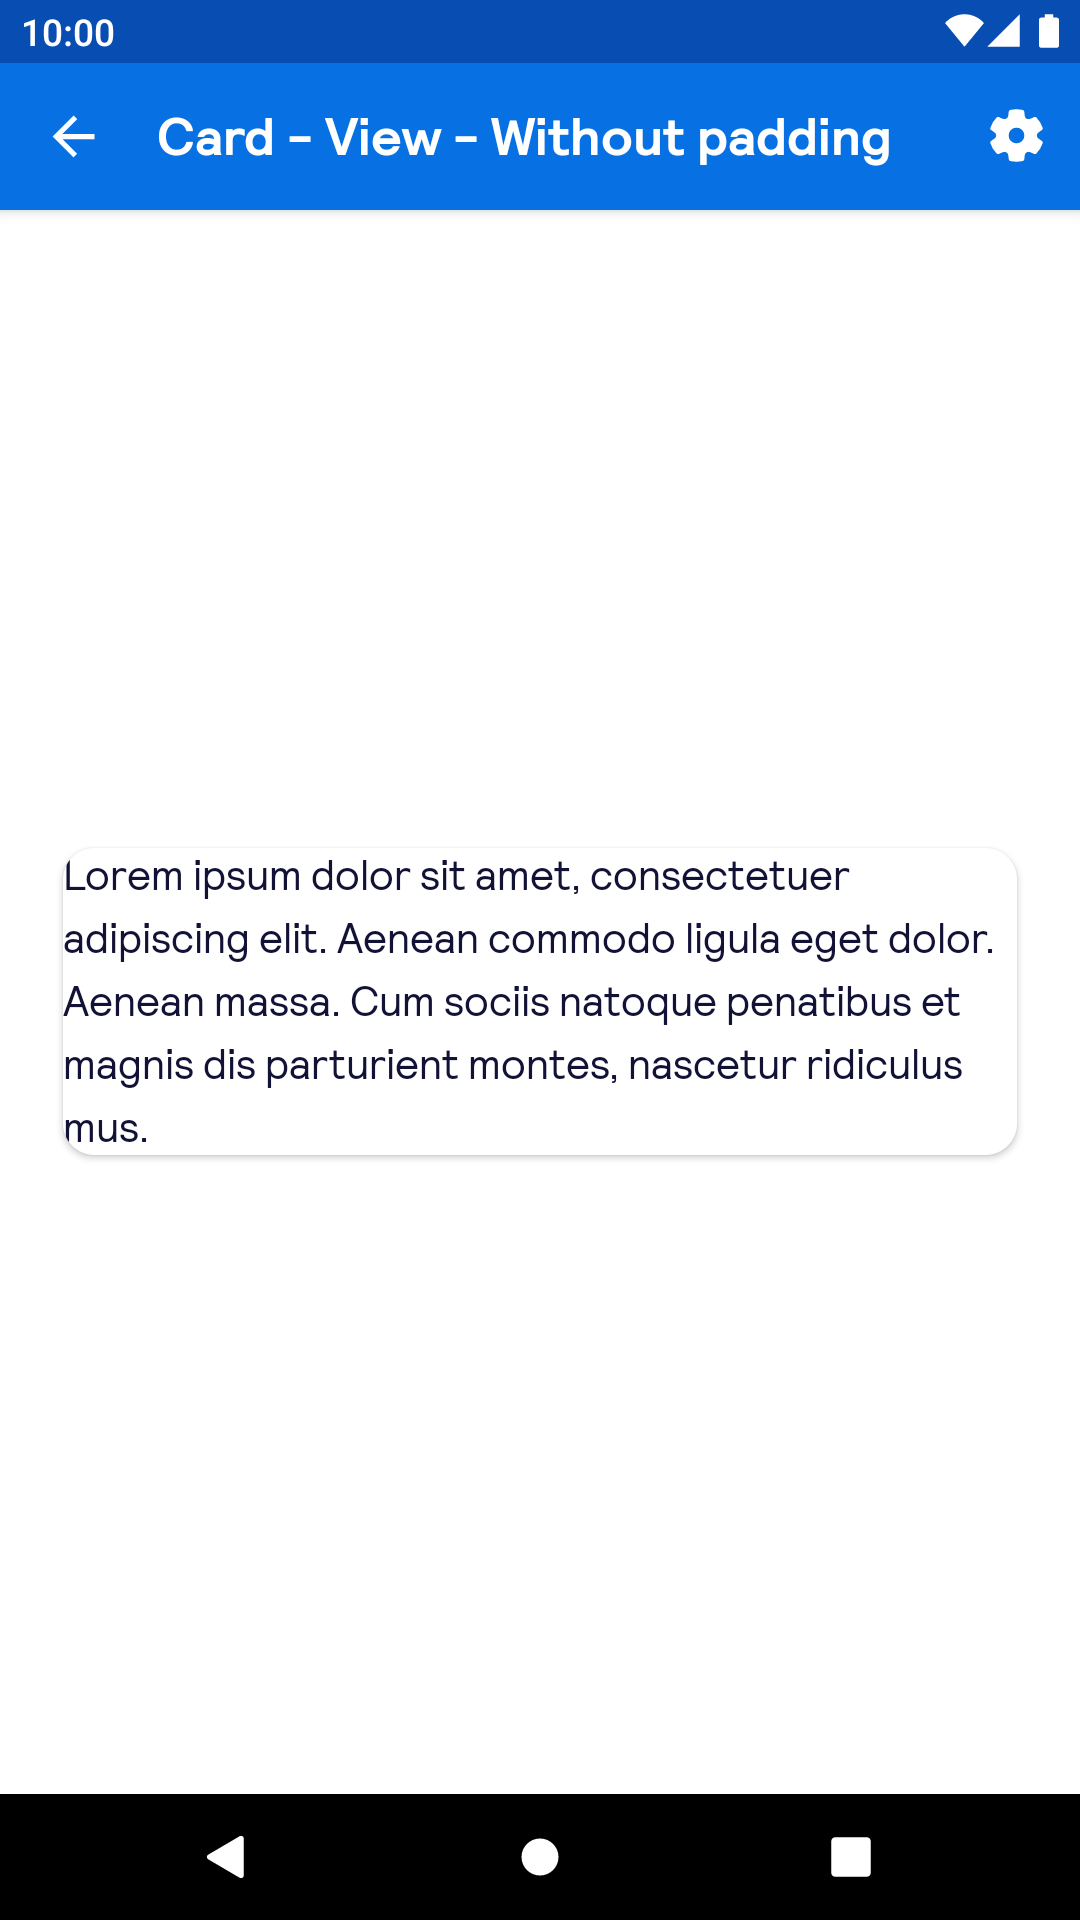 10:00
Card - View - Without padding
Lorem ipsum dolor sit amet, consectetuer
adipiscing elit. Aenean commodo ligula eget dolor.
Aenean massa. Cum sociis natoque penatibus et
magnis dis parturient montes, nascetur ridiculus
mus.